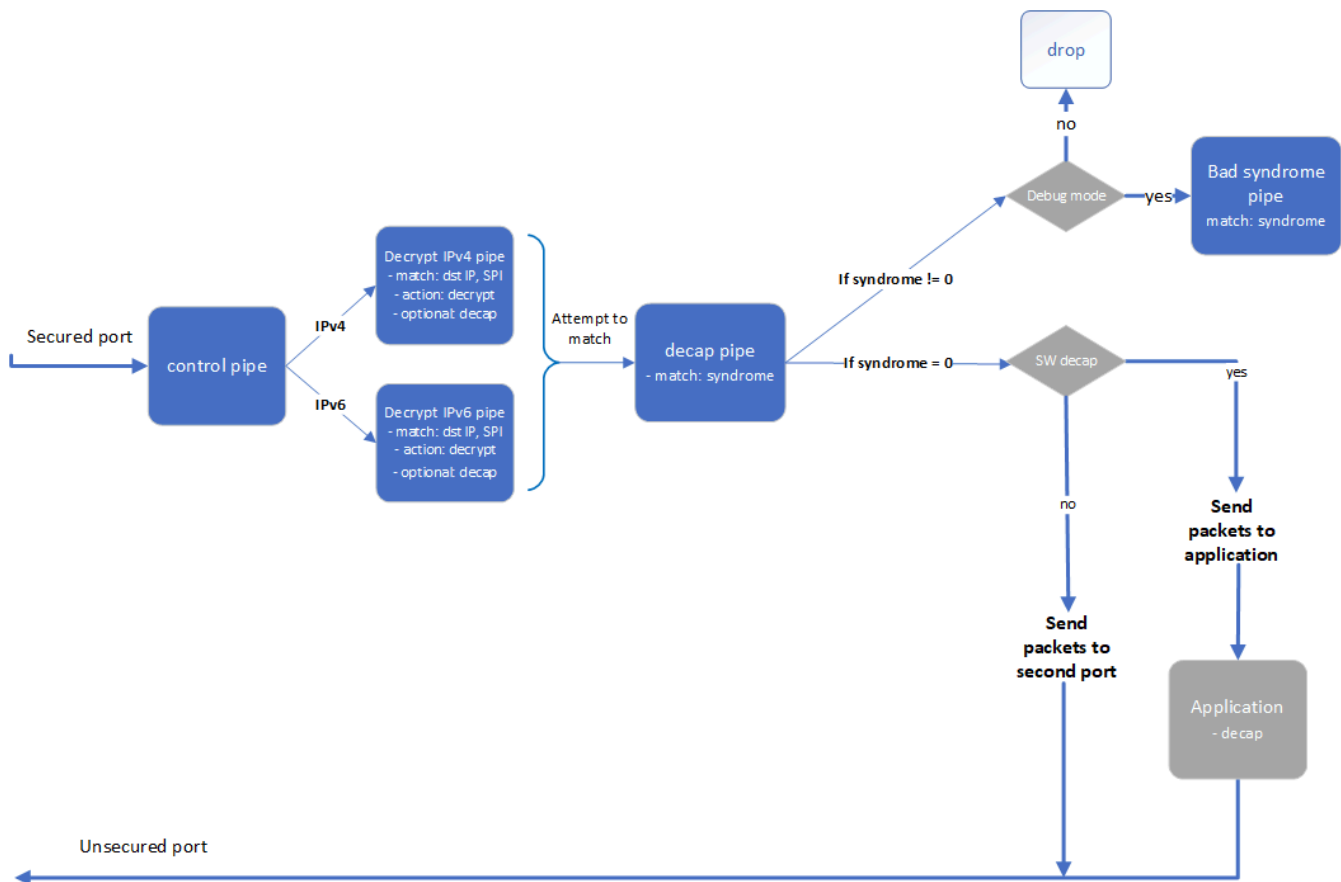 drop
no
Debug mode
yes
Bad syndrome
pipe
match: syndrome
Decrypt IPv4 pipe
- match: dst IP, SPI
- action: decrypt
- optional: decap
If syndrome != 0
Secured port
control pipe
IPv4
IPv6
Attempt to
match
decap pipe
- match: syndrome
If syndrome = 0
SW decap
yes
Decrypt IPv6 pipe
- match: dst IP, SPI
- action: decrypt
- optional: decap
no
Send
packets to
application
Send
packets to
second port
Application
- decap
Unsecured port